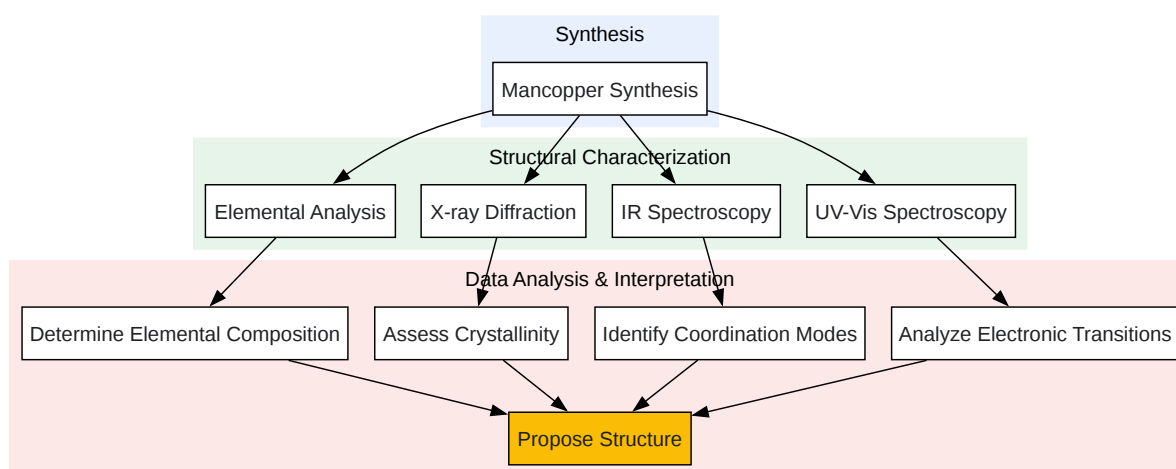 Synthesis
Mancopper Synthesis
Structural Characterization
Elemental Analysis
X-ray Diffraction
IR Spectroscopy
UV-Vis Spectroscopy
Data Analysis & Interpretation
Determine Elemental Composition
Assess Crystallinity
Identify Coordination Modes
Analyze Electronic Transitions
Propose Structure